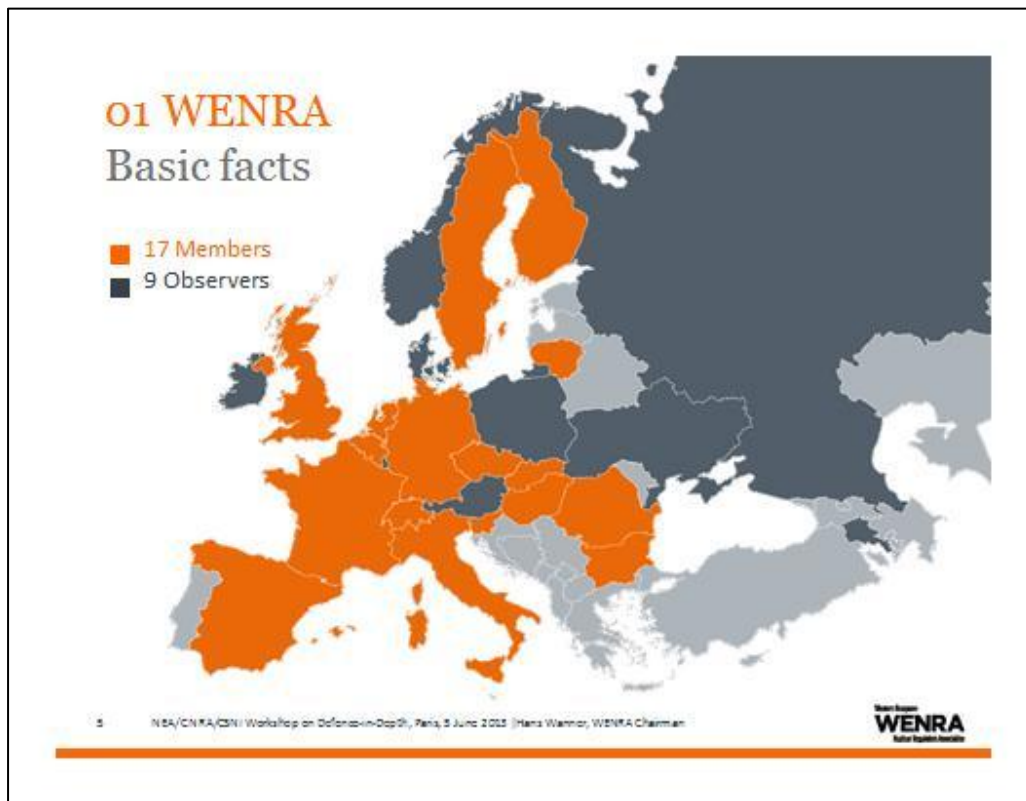 01 WENRA
Basic facts
17 Members
9 Observers
5 NEA/CNRA/CSNI Workshop on Defence-in-Depth, Paris, 5 June 2013 |Hans Wanner, WENRA Chairman
WENRA